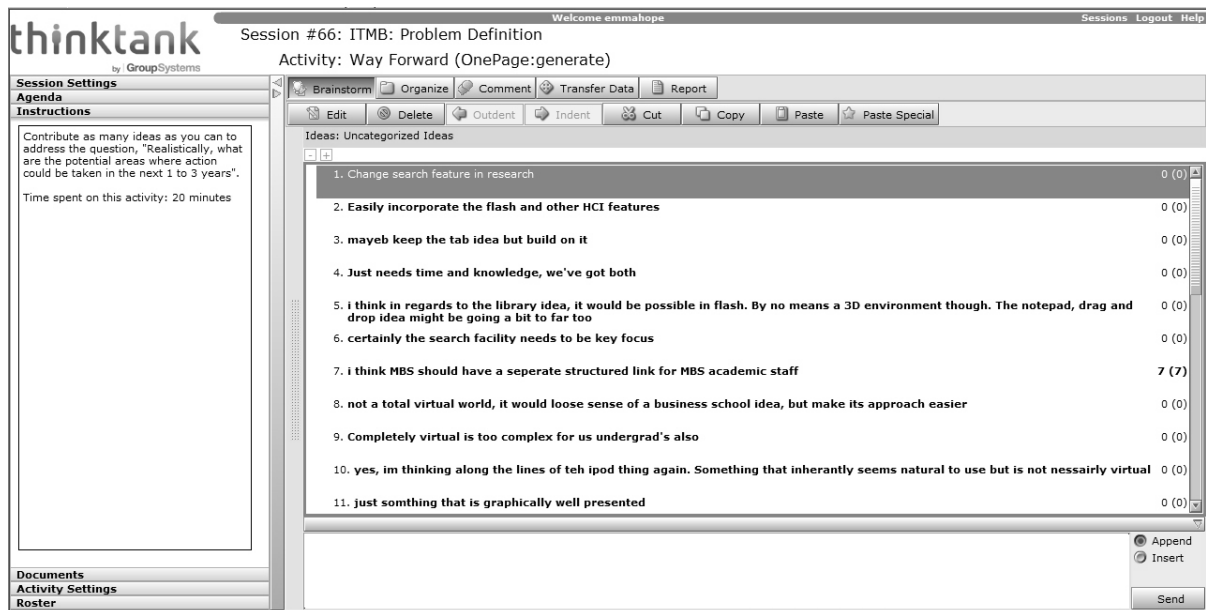 Welcome emmahope
Sessions Logout Help
thinktank
by GroupSystems
Session #66: ITMB: Problem Definition
Activity: Way Forward (OnePage:generate)
Session Settings
Agenda
Instructions
Contribute as many ideas as you can to
address the question, "Realistically, what
are the potential areas where action
could be taken in the next 1 to 3 years".
Time spent on this activity: 20 minutes
Documents
Activity Settings
Roster
Brainstorm Organize Comment Transfer Data Report
Edit Delete Outdent Indent Cut Copy Paste Paste Special
Ideas: Uncategorized Ideas
- +
1. Change search feature in research 0 (0)
2. Easily incorporate the flash and other HCI features 0 (0)
3. mayeb keep the tab idea but build on it 0 (0)
4. Just needs time and knowledge, we've got both 0 (0)
5. i think in regards to the library idea, it would be possible in flash. By no means a 3D environment though. The notepad, drag and 0 (0)
drop idea might be going a bit to far too
6. certainly the search facility needs to be key focus 0 (0)
7. i think MBS should have a seperate structured link for MBS academic staff 7 (7)
8. not a total virtual world, it would loose sense of a business school idea, but make its approach easier 0 (0)
9. Completely virtual is too complex for us undergrad's also 0 (0)
10. yes, im thinking along the lines of teh ipod thing again. Something that inherantly seems natural to use but is not nessairly virtual 0 (0)
11. just somthing that is graphically well presented 0 (0)
Append
Insert
Send